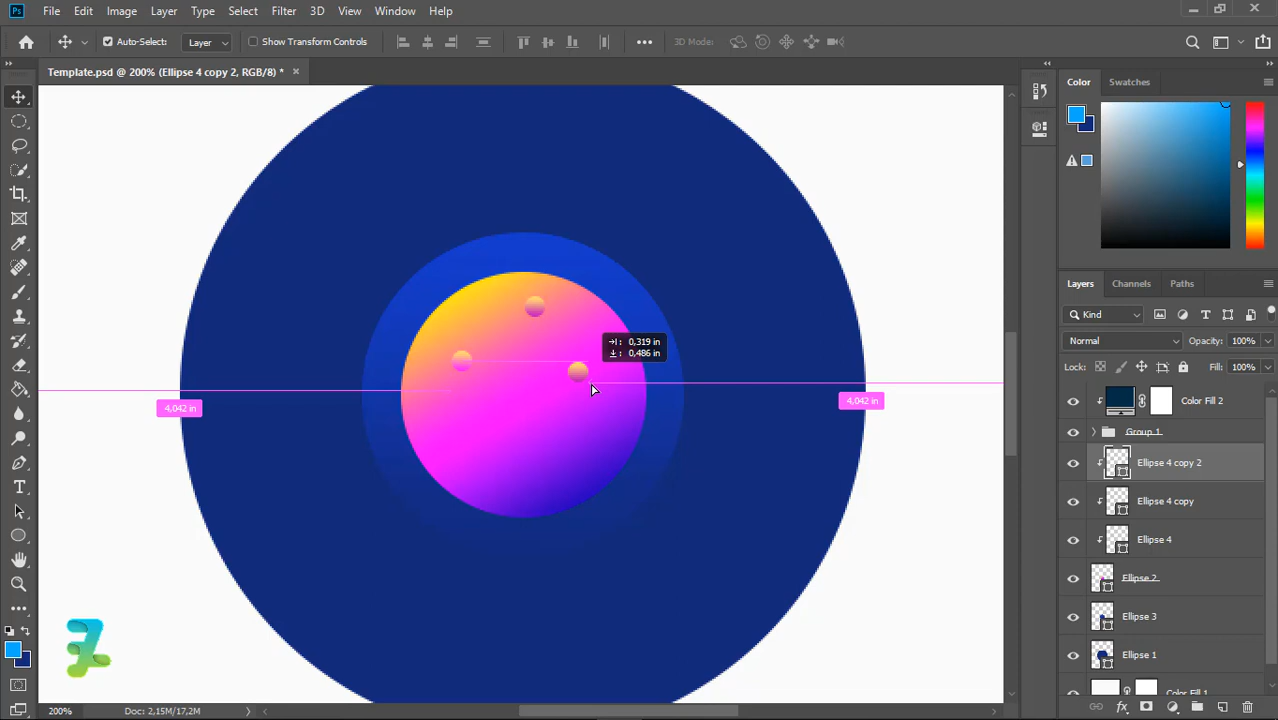 Ps File Edit Image Layer Type Select Filter 3D View Window Help
Auto-Select: Layer Show Transform Controls 3D Mode:
Template.psd @ 200% (Ellipse 4 copy 2, RGB/8) *
Color Swatches
0,319 in
0,486 in
4,042 in
4,042 in
Layers Channels Paths
Kind
Normal Opacity: 100%
Lock: Fill: 100%
Color Fill 2
Group 1
Ellipse 4 copy 2
Ellipse 4 copy
Ellipse 4
Ellipse 2
Ellipse 3
Ellipse 1
Color Fill 1
200% Doc: 2,15M/17,2M